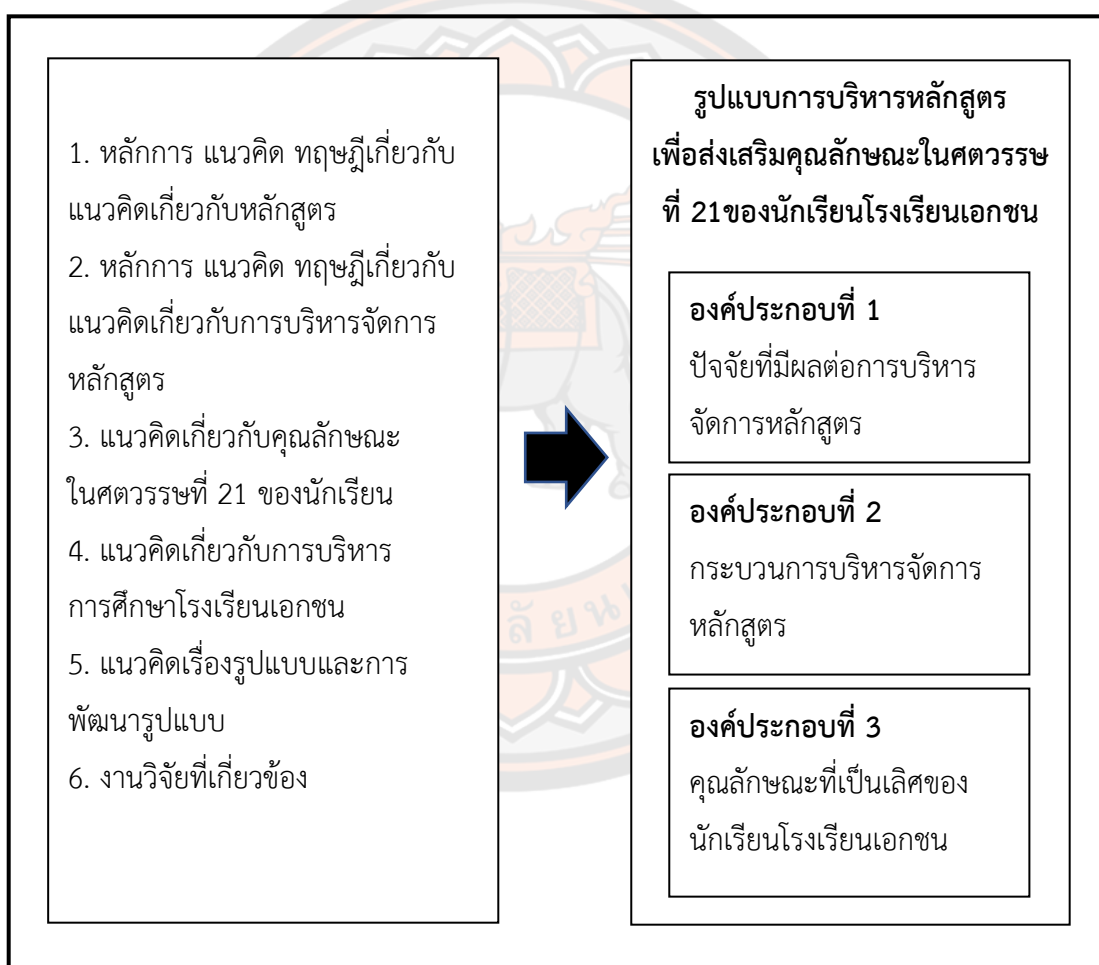 1. หลักการ แนวคิด ทฤษฎีเกี่ยวกับ
แนวคิดเกี่ยวกับหลักสูตร
2. หลักการ แนวคิด ทฤษฎีเกี่ยวกับ
แนวคิดเกี่ยวกับการบริหารจัดการ
หลักสูตร
3. แนวคิดเกี่ยวกับคุณลักษณะ
ในศตวรรษที่ 21 ของนักเรียน
4. แนวคิดเกี่ยวกับการบริหาร
การศึกษาโรงเรียนเอกชน
5. แนวคิดเรื่องรูปแบบและการ
พัฒนารูปแบบ
6. งานวิจัยที่เกี่ยวข้อง
รูปแบบการบริหารหลักสูตร
เพื่อส่งเสริมคุณลักษณะในศตวรรษ
ที่ 21ของนักเรียนโรงเรียนเอกชน
องค์ประกอบที่ 1
ปัจจัยที่มีผลต่อการบริหาร
จัดการหลักสูตร
องค์ประกอบที่ 2
กระบวนการบริหารจัดการ
หลักสูตร
องค์ประกอบที่ 3
คุณลักษณะที่เป็นเลิศของ
นักเรียนโรงเรียนเอกชน